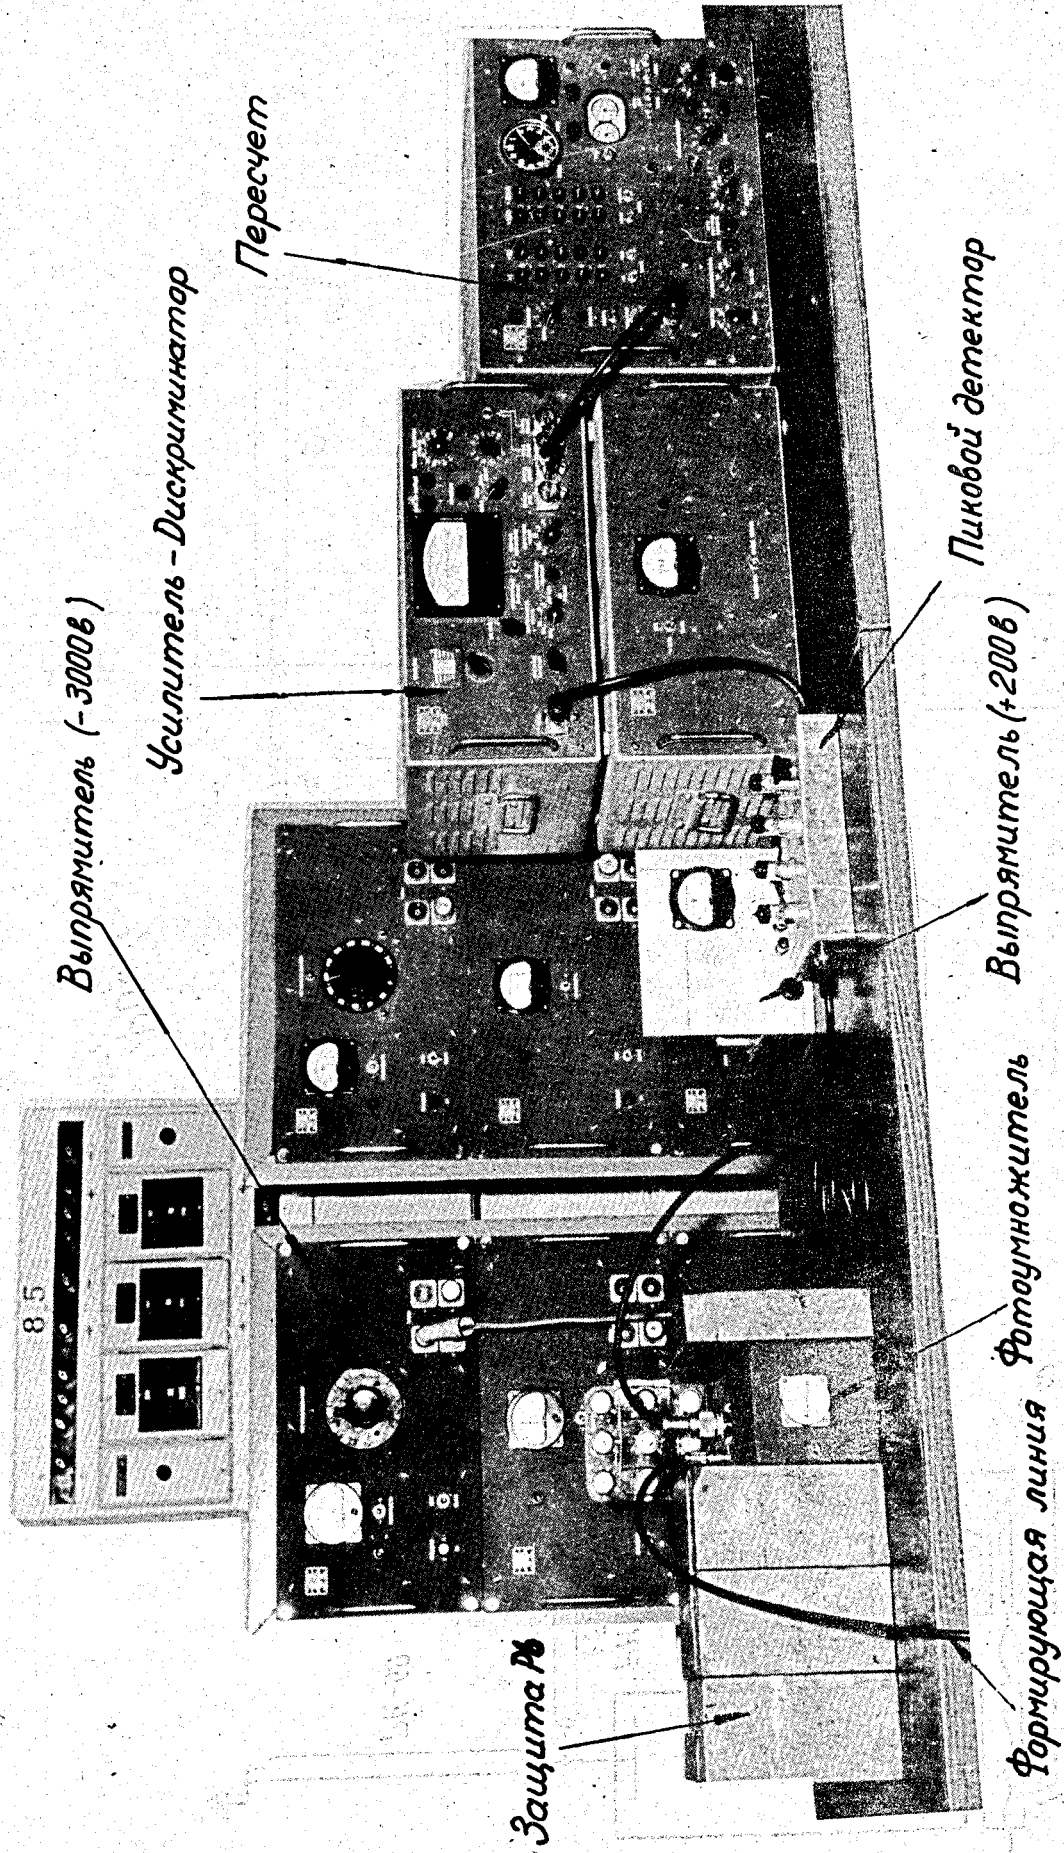 85
Выпрямитель (-3000в)
Усилитель-Дискриминатор
Пересчет
Защита Pb
Формирующая линия
Фотоумножитель
Выпрямитель (+200в)
Пиковой детектор